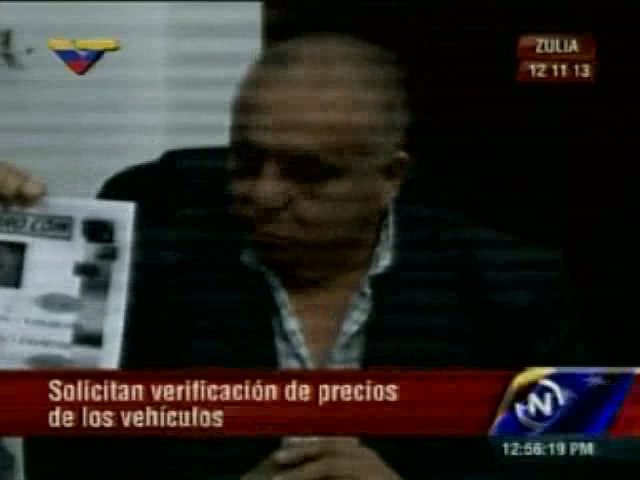 ZULIA
12 11 13
Solicitan verificación de precios
de los vehículos
N
12:56:19 PM